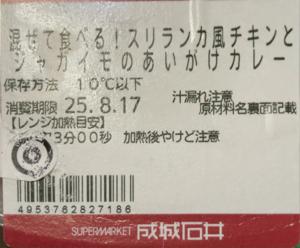 混ぜて食べる！スリランカ風チキンと
ジャガイモのあいがけカレー
保存方法 10℃以下
消費期限 25.8.17 汁漏れ注意
【レンジ加熱目安】 原材料名裏面記載
3分00秒 加熱後やけど注意
4953762827186
SUPERMARKET 成城石井